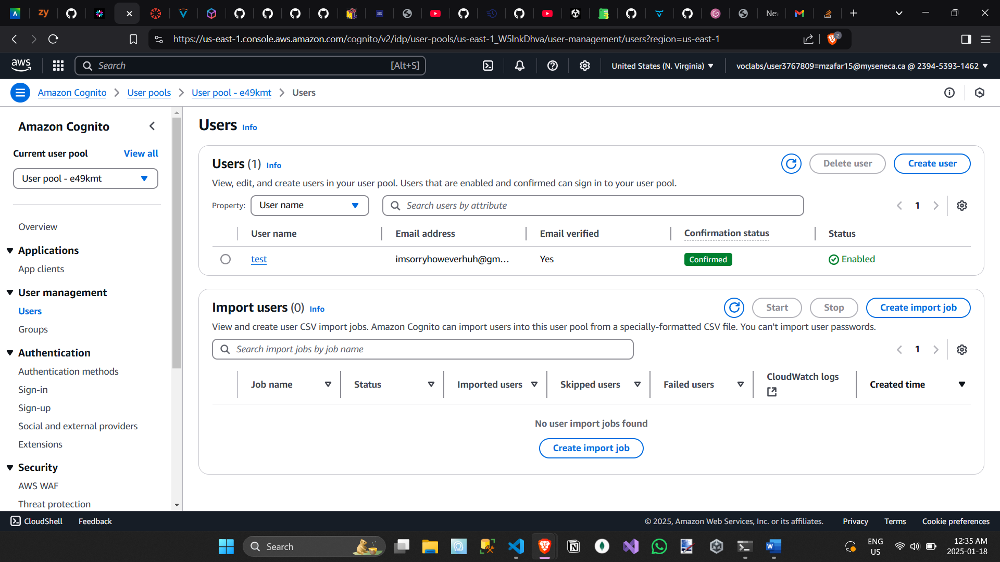 zy
New
https://us-east-1.console.aws.amazon.com/cognito/v2/idp/user-pools/us-east-1_W5lnkDhva/user-management/users?region=us-east-1
2
aws
Search
[Alt+S]
United States (N. Virginia)
voclabs/user3767809=mzafar15@myseneca.ca @ 2394-5393-1462
Amazon Cognito
User pools
User pool - e49kmt
Users
Amazon Cognito
Current user pool
View all
User pool - e49kmt
Overview
Applications
App clients
User management
Users
Groups
Authentication
Authentication methods
Sign-in
Sign-up
Social and external providers
Extensions
Security
AWS WAF
Threat protection
Users Info
Users (1) Info
Delete user
Create user
View, edit, and create users in your user pool. Users that are enabled and confirmed can sign in to your user pool.
Property:
User name
Search users by attribute
1
User name
Email address
Email verified
Confirmation status
Status
test
imsorryhoweverhuh@gm...
Yes
Confirmed
Enabled
Import users (0) Info
Start
Stop
Create import job
View and create user CSV import jobs. Amazon Cognito can import users into this user pool from a specially-formatted CSV file. You can't import user passwords.
Search import jobs by job name
1
Job name
Status
Imported users
Skipped users
Failed users
CloudWatch logs
Created time
No user import jobs found
Create import job
CloudShell
Feedback
© 2025, Amazon Web Services, Inc. or its affiliates.
Privacy
Terms
Cookie preferences
Search
ENG
US
12:35 AM
2025-01-18